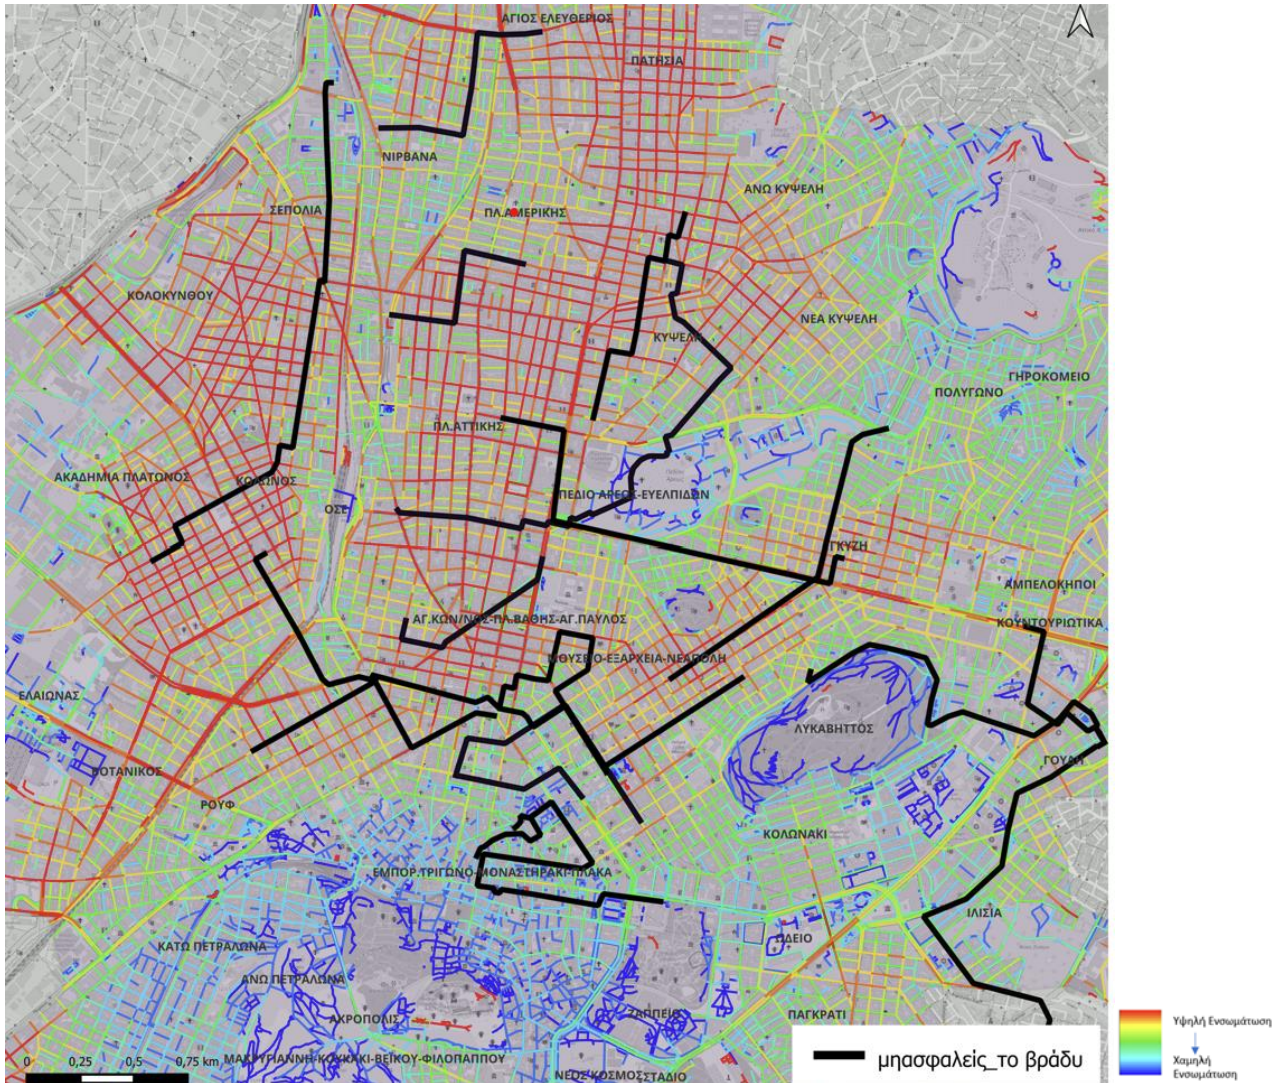 ΑΓΙΟΣ ΕΛΕΥΘΕΡΙΟΣ
ΠΑΤΗΣΙΑ
ΝΙΡΒΑΝΑ
ΑΝΩ ΚΥΨΕΛΗ
ΣΕΠΟΛΙΑ
ΠΛ.ΑΜΕΡΙΚΗΣ
ΚΟΛΟΚΥΝΘΟΥ
ΝΕΑ ΚΥΨΕΛΗ
ΚΥΨΕΛΗ
ΓΗΡΟΚΟΜΕΙΟ
ΠΟΛΥΓΩΝΟ
ΠΛ.ΑΤΤΙΚΗΣ
ΑΚΑΔΗΜΙΑ ΠΛΑΤΩΝΟΣ
ΚΟΛΩΝΟΣ
ΠΕΔΙΟ ΑΡΕΩΣ-ΕΥΕΛΠΙΔΩΝ
ΟΣΕ
ΓΚΥΖΗ
ΑΜΠΕΛΟΚΗΠΟΙ
ΑΓ.ΚΩΝ/ΝΟΣ-ΠΛ.ΒΑΘΗΣ-ΑΓ.ΠΑΥΛΟΣ
ΚΟΥΝΤΟΥΡΙΩΤΙΚΑ
ΜΟΥΣΕΙΟ-ΕΞΑΡΧΕΙΑ-ΝΕΑΠΟΛΗ
ΕΛΑΙΩΝΑΣ
ΛΥΚΑΒΗΤΤΟΣ
ΓΟΥΔΗ
ΒΟΤΑΝΙΚΟΣ
ΡΟΥΦ
ΚΟΛΩΝΑΚΙ
ΕΜΠΟΡ.ΤΡΙΓΩΝΟ-ΜΟΝΑΣΤΗΡΑΚΙ-ΠΛΑΚΑ
ΙΛΙΣΙΑ
ΚΑΤΩ ΠΕΤΡΑΛΩΝΑ
ΩΔΕΙΟ
ΑΝΩ ΠΕΤΡΑΛΩΝΑ
ΖΑΠΠΕΙΟ
ΠΑΓΚΡΑΤΙ
ΑΚΡΟΠΟΛΙΣ
Υψηλή Ενσωμάτωση
Χαμηλή
Ενσωμάτωση
μηασφαλείς_το βράδυ
0 0,25 0,5 0,75 km
ΜΑΚΡΥΓΙΑΝΝΗ-ΚΟΥΚΑΚΙ-ΒΕΪΚΟΥ-ΦΙΛΟΠΑΠΠΟΥ
ΝΕΟΣ ΚΟΣΜΟΣ
ΣΤΑΔΙΟ